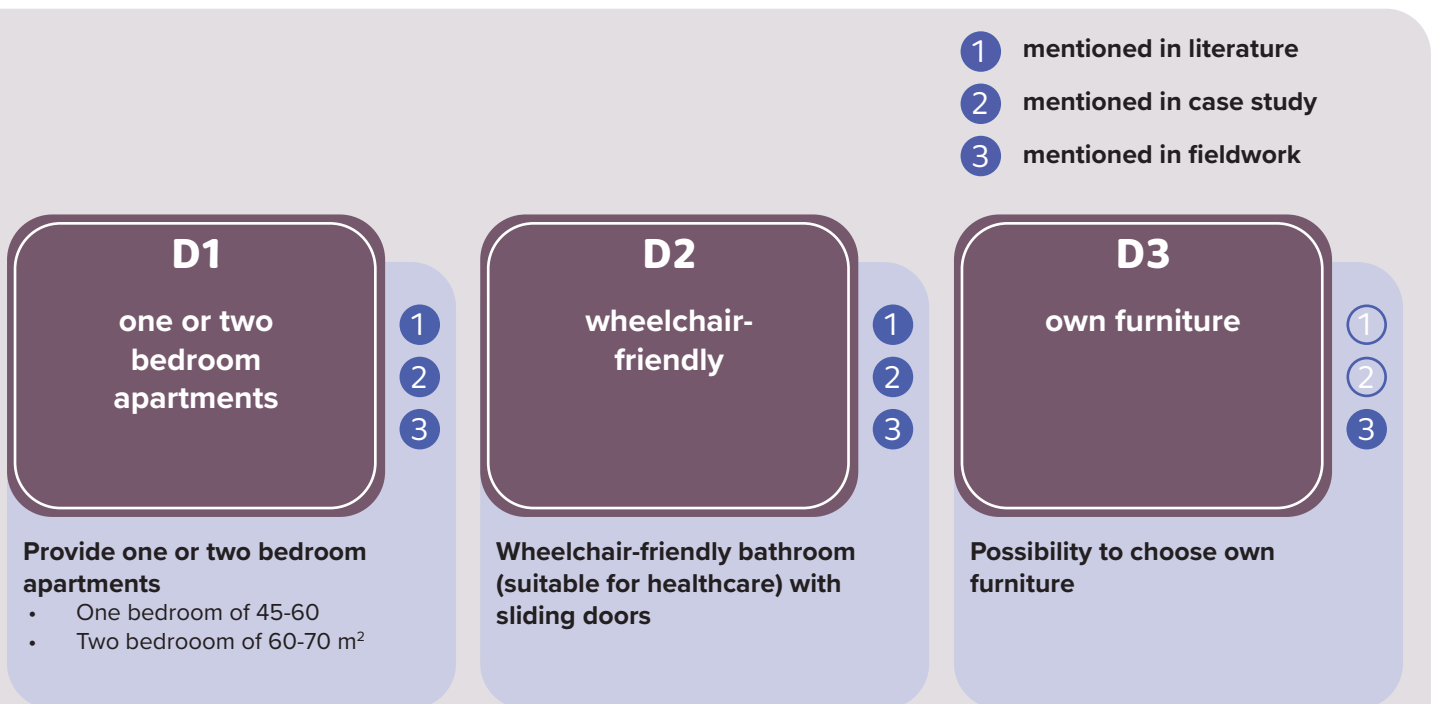 1 mentioned in literature
2 mentioned in case study
3 mentioned in fieldwork
D1
one or two
bedroom
apartments
1
2
3
Provide one or two bedroom
apartments
• One bedroom of 45-60
• Two bedrooom of 60-70 m²
D2
wheelchair-
friendly
1
2
3
Wheelchair-friendly bathroom
(suitable for healthcare) with
sliding doors
D3
own furniture
1
2
3
Possibility to choose own
furniture